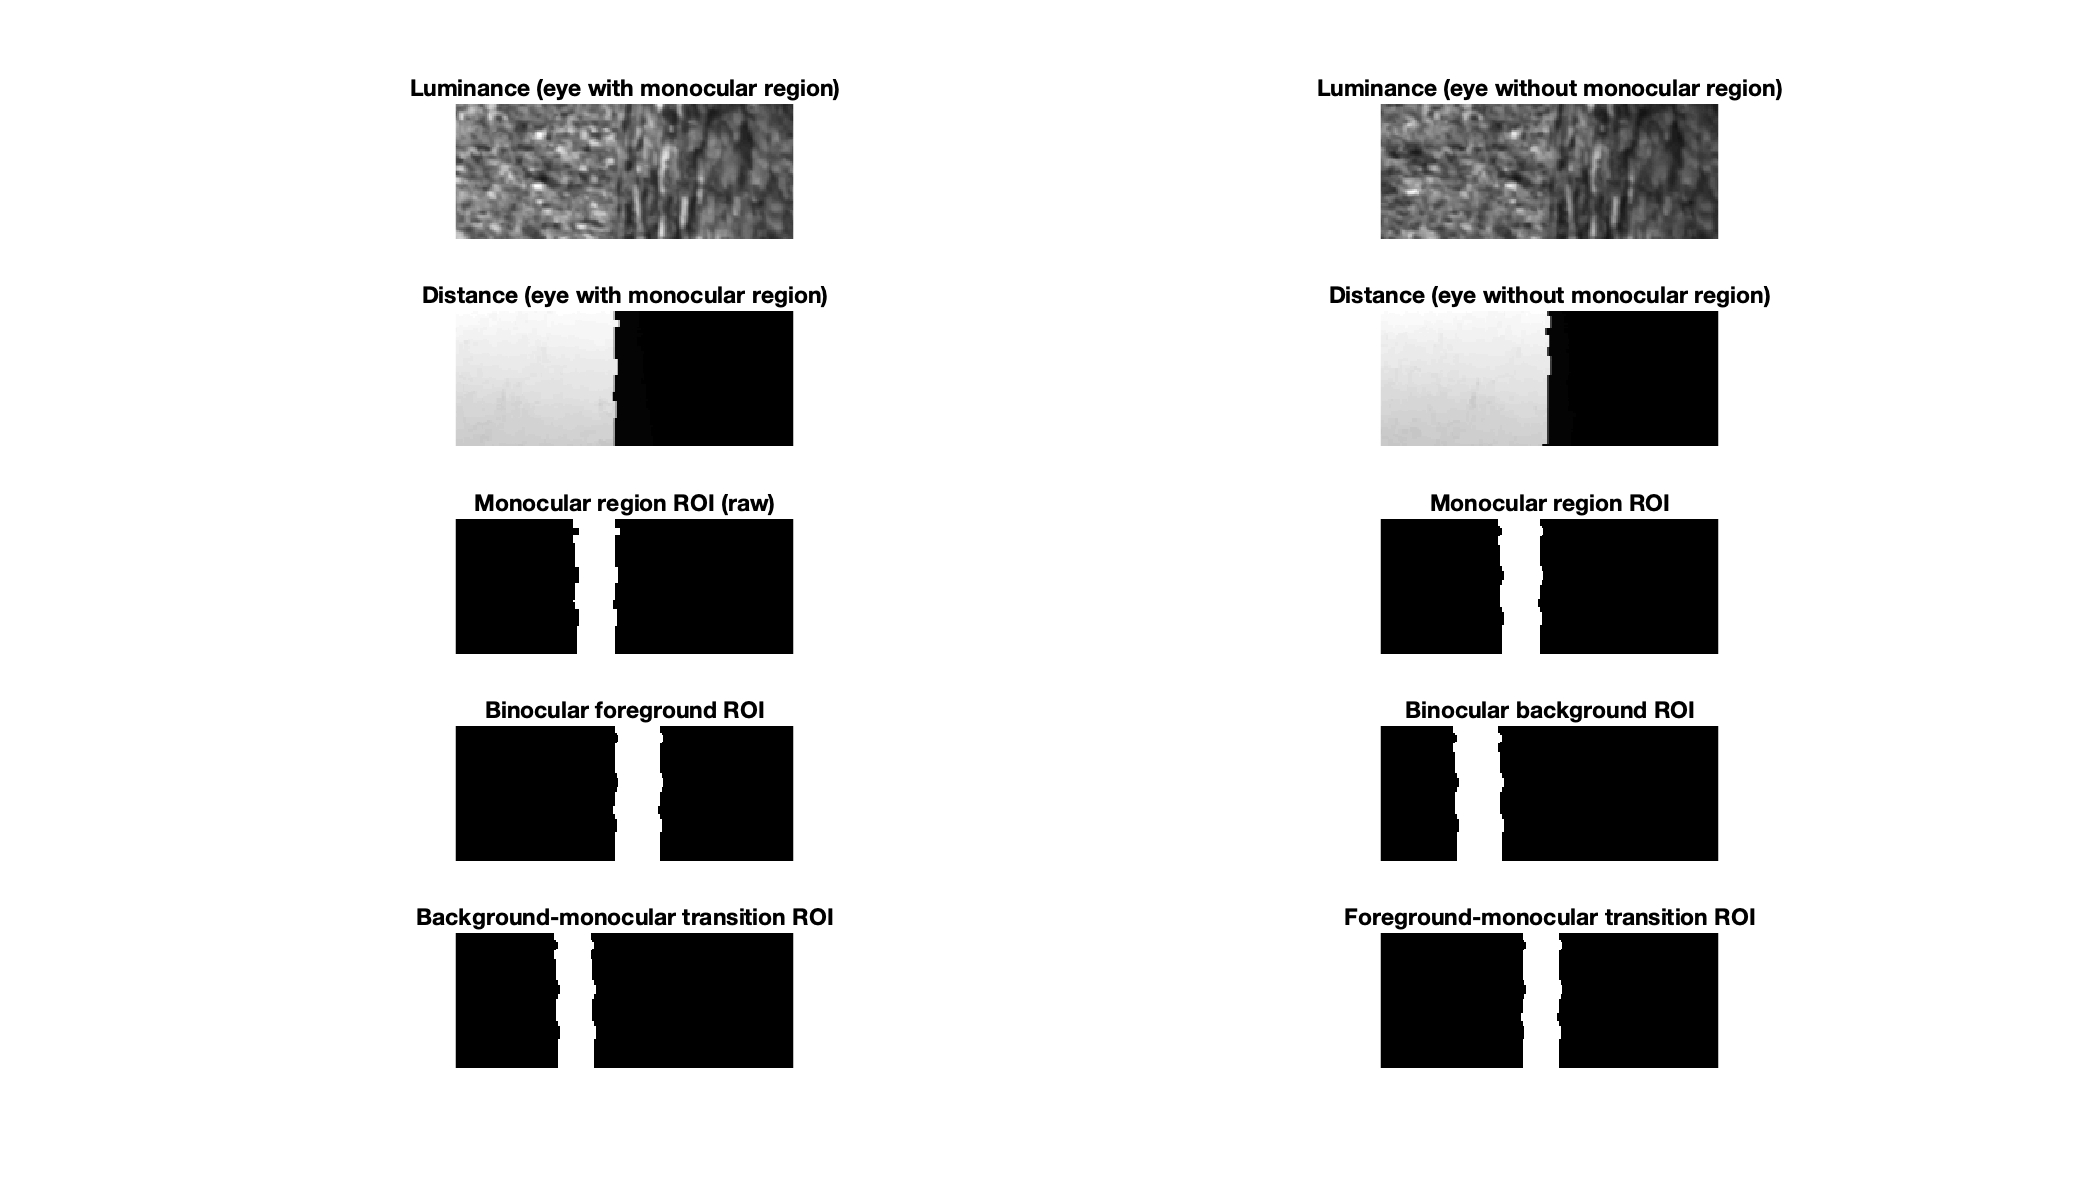 Luminance (eye with monocular region)
Luminance (eye without monocular region)
Distance (eye with monocular region)
Distance (eye without monocular region)
Monocular region ROI (raw)
Monocular region ROI
Binocular foreground ROI
Binocular background ROI
Background-monocular transition ROI
Foreground-monocular transition ROI